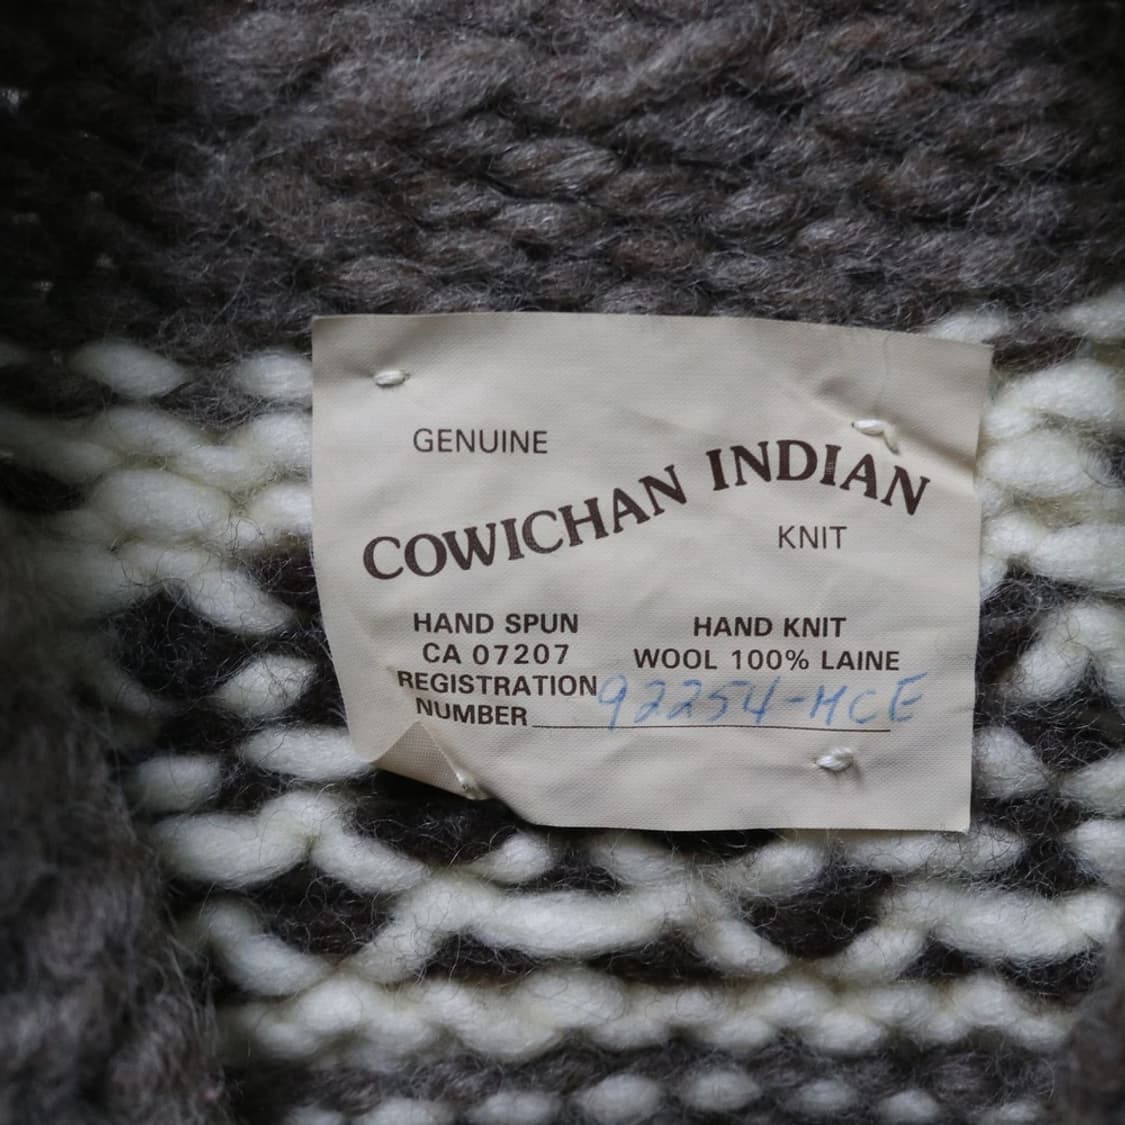 GENUINE
COWICHAN INDIAN
KNIT
HAND SPUN
CA 07207
HAND KNIT
WOOL 100% LAINE
REGISTRATION
NUMBER 92254-MCE